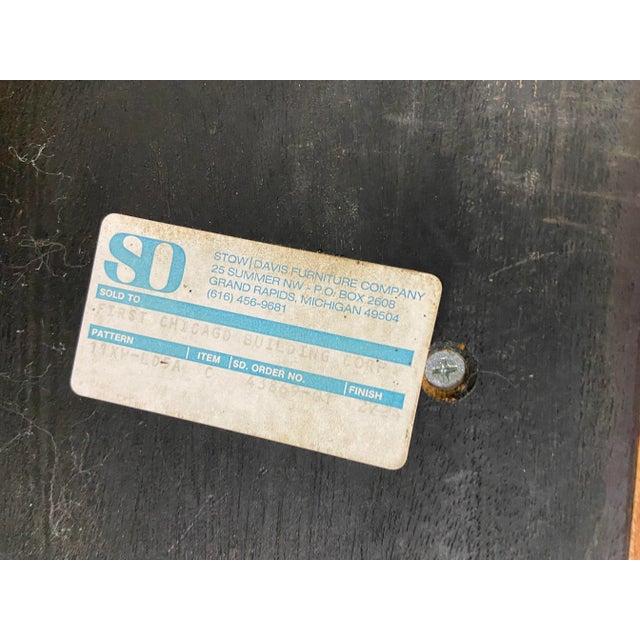 SD
STOW|DAVIS FURNITURE COMPANY
25 SUMMER NW - P.O. BOX 2608
GRAND RAPIDS, MICHIGAN 49504
(616) 456-9681
SOLD TO
FIRST CHICAGO BUILDING CORP
PATTERN ITEM SD. ORDER NO. FINISH
C